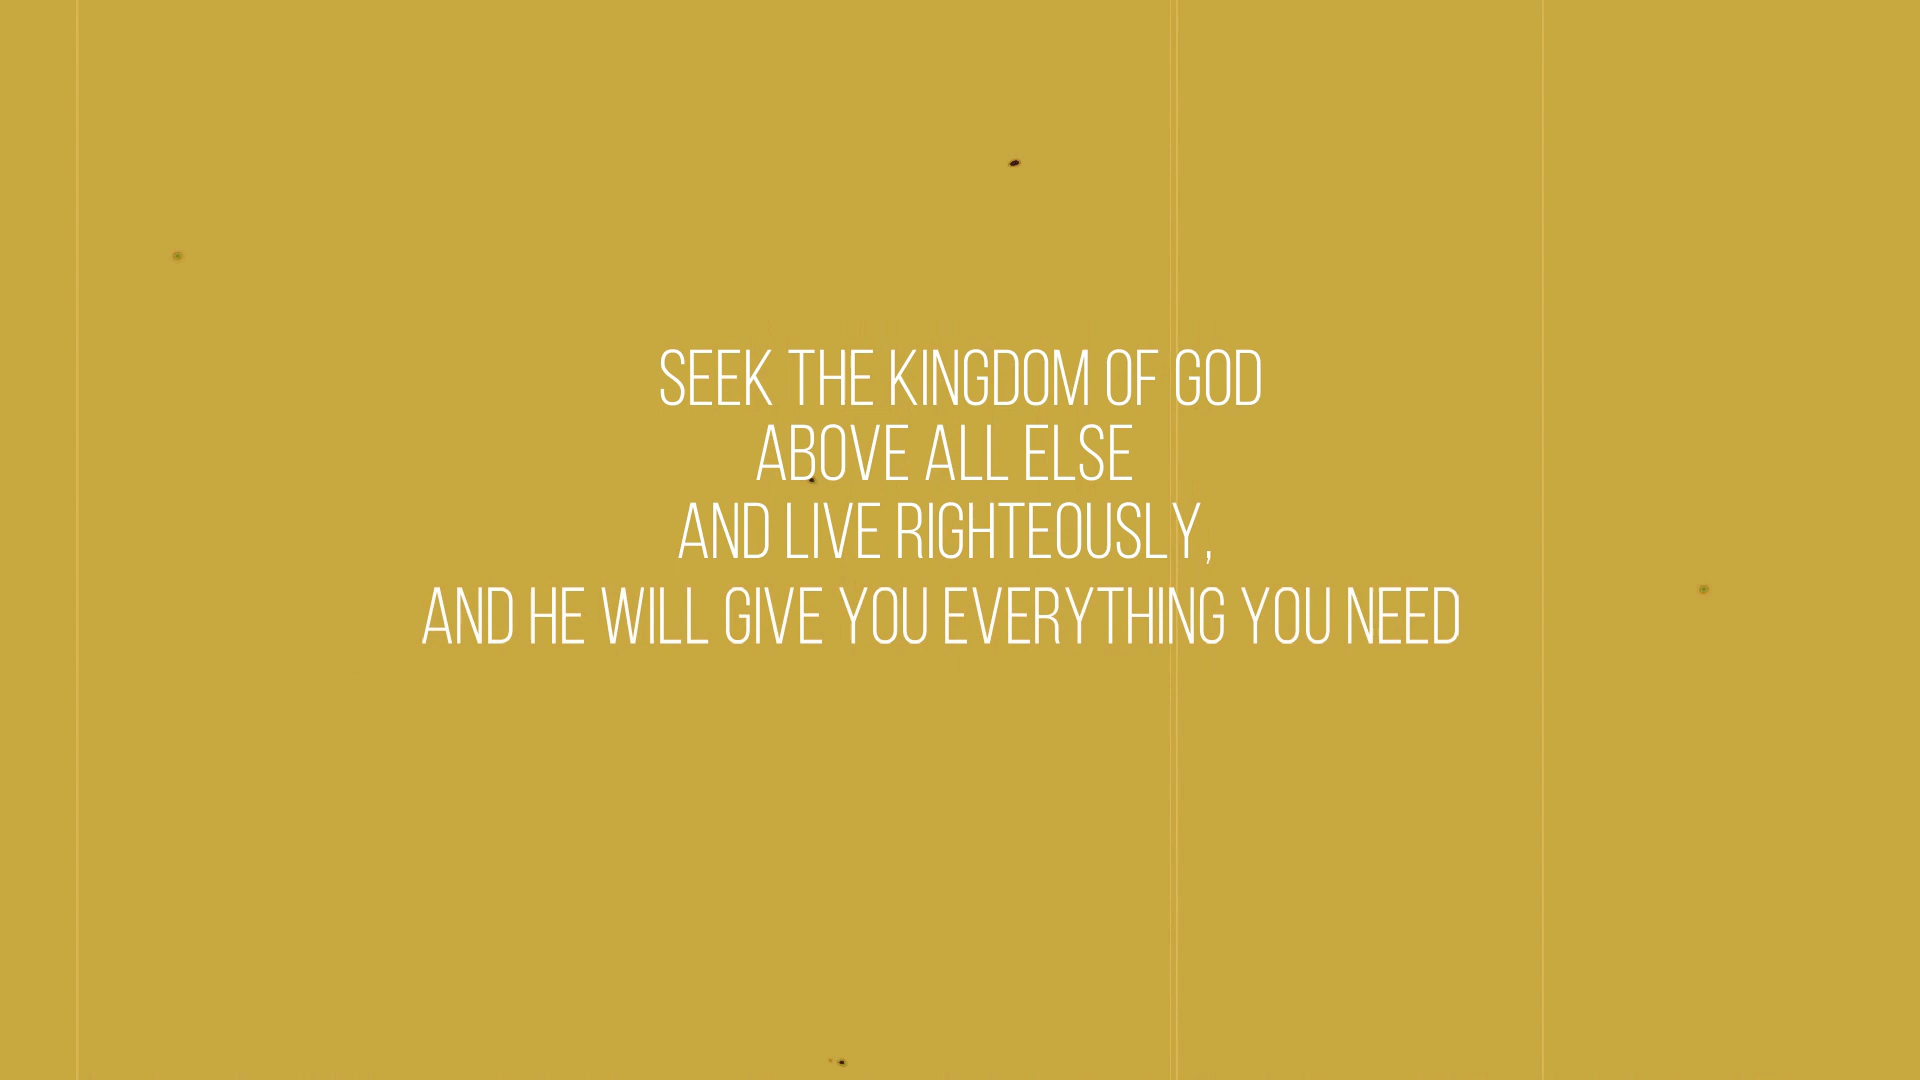 SEEK THE KINGDOM OF GOD
ABOVE ALL ELSE
AND LIVE RIGHTEOUSLY,
AND HE WILL GIVE YOU EVERYTHING YOU NEED